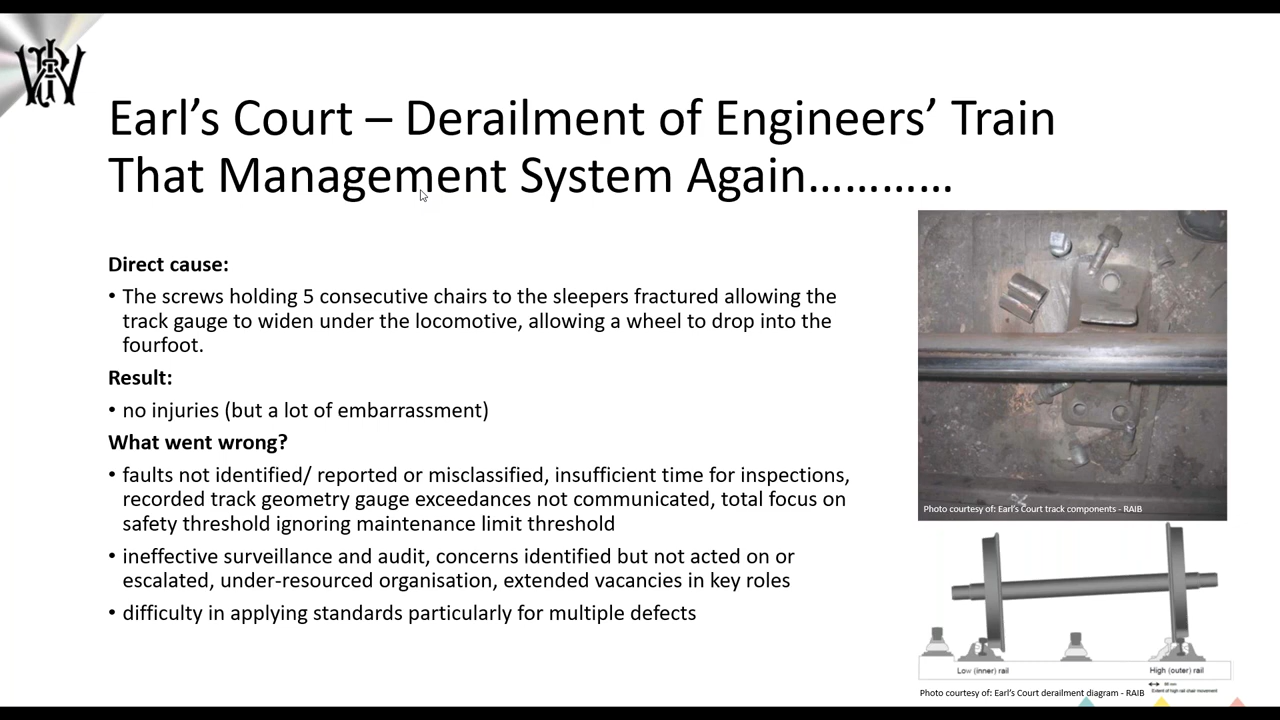 Earl’s Court – Derailment of Engineers’ Train
That Management System Again…………
Direct cause:
• The screws holding 5 consecutive chairs to the sleepers fractured allowing the
track gauge to widen under the locomotive, allowing a wheel to drop into the
fourfoot.
Result:
• no injuries (but a lot of embarrassment)
What went wrong?
• faults not identified/ reported or misclassified, insufficient time for inspections,
recorded track geometry gauge exceedances not communicated, total focus on
safety threshold ignoring maintenance limit threshold
• ineffective surveillance and audit, concerns identified but not acted on or
escalated, under-resourced organisation, extended vacancies in key roles
• difficulty in applying standards particularly for multiple defects
Photo courtesy of: Earl’s Court track components - RAIB
Low (inner) rail
High (outer) rail
Extent of high rail chair movement
Photo courtesy of: Earl’s Court derailment diagram - RAIB